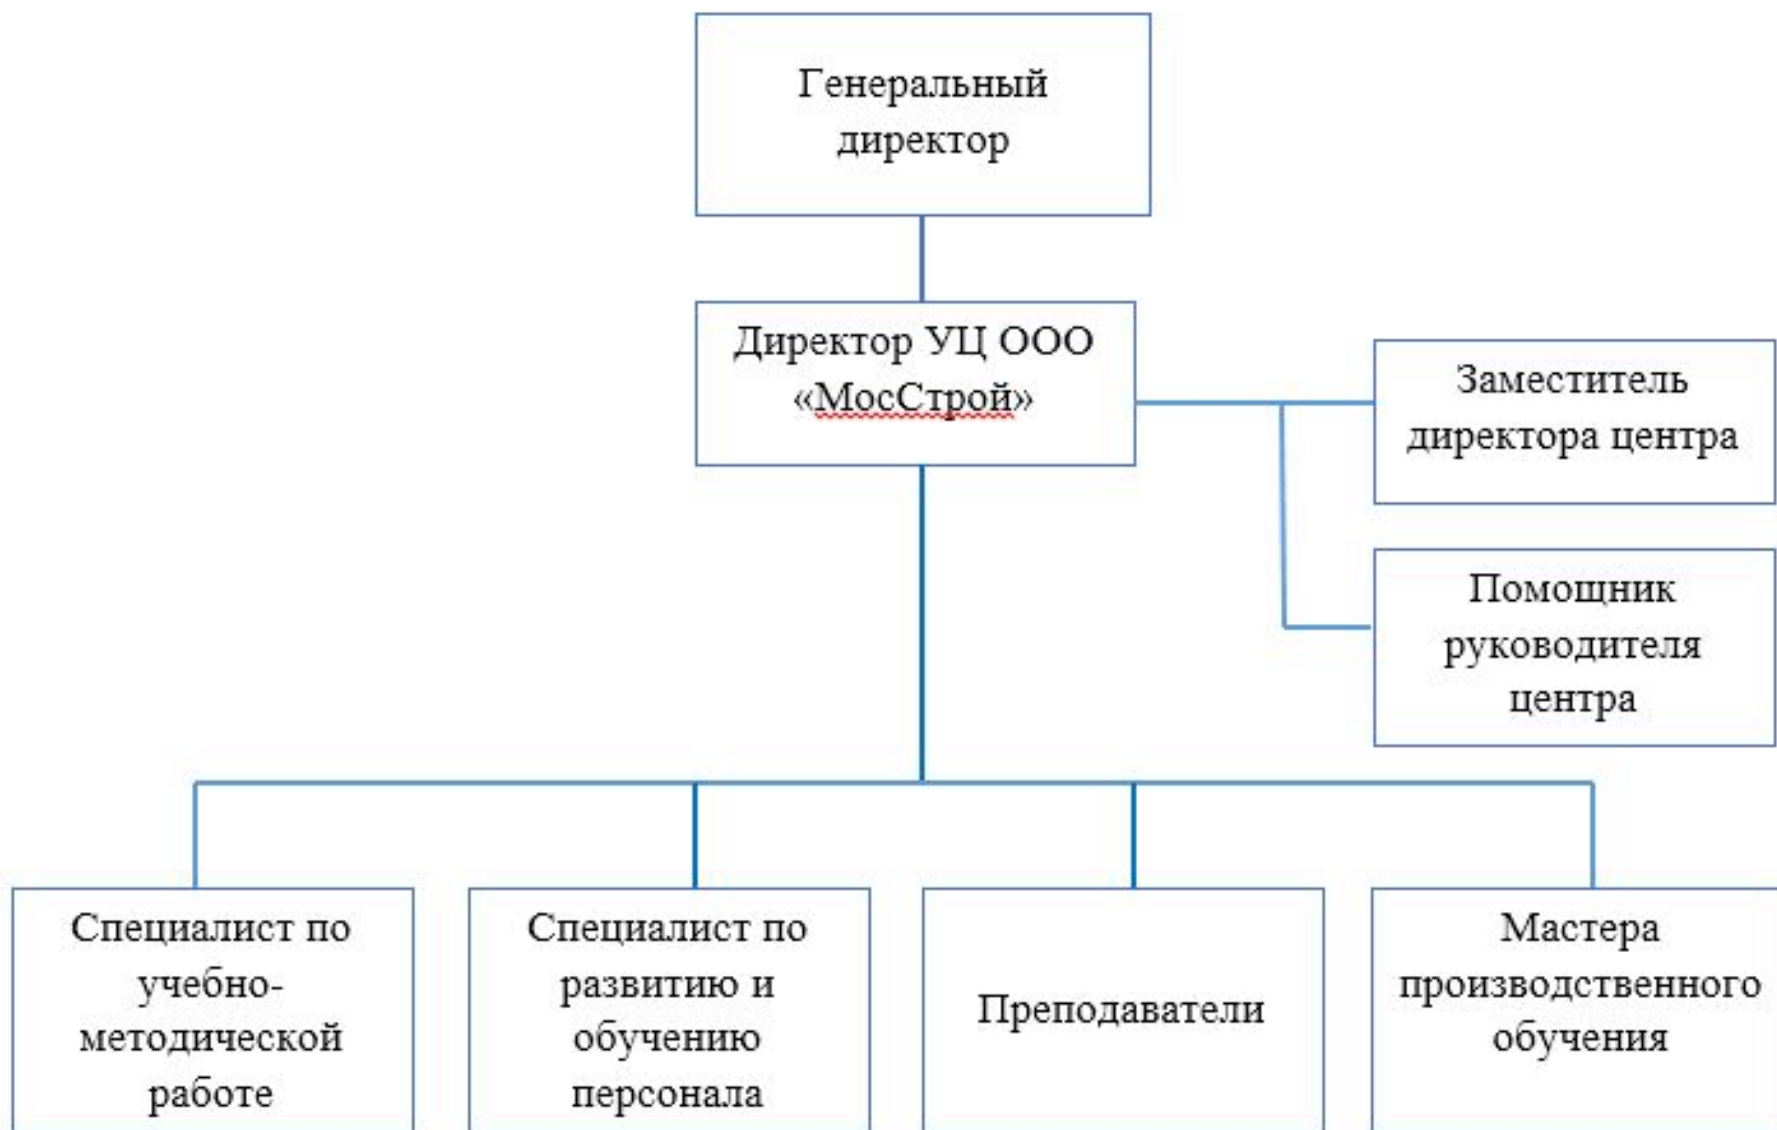 Генеральный
директор
Директор УЦ ООО
«МосСтрой»
Заместитель
директора центра
Помощник
руководителя
центра
Специалист по
учебно-
методической
работе
Специалист по
развитию и
обучению
персонала
Преподаватели
Мастера
производственного
обучения